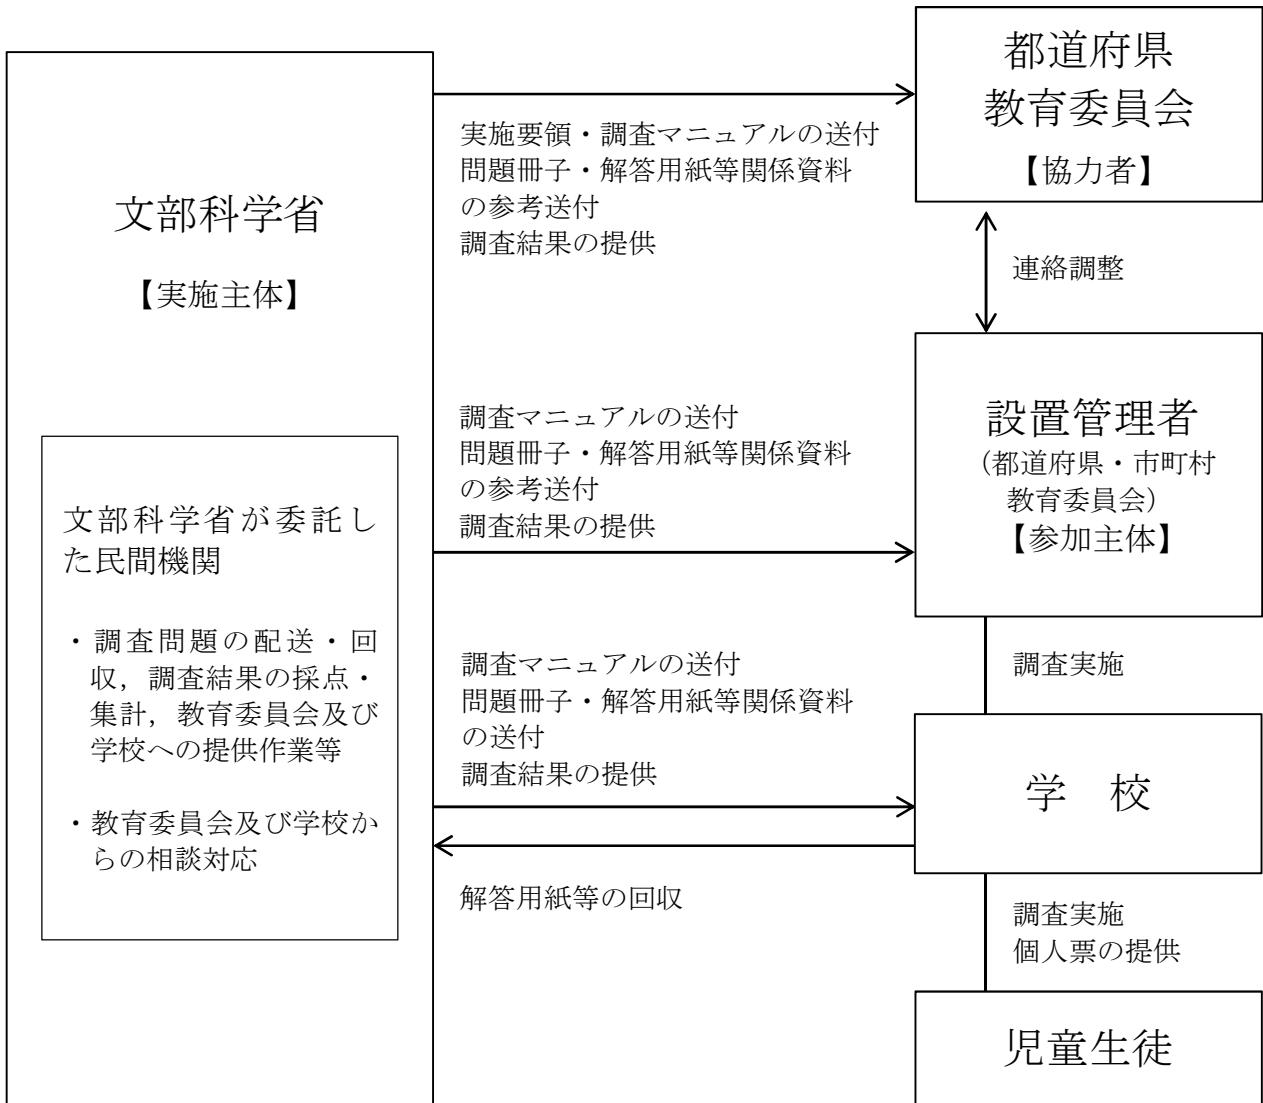 文部科学省
【実施主体】
文部科学省が委託し
た民間機関
・調査問題の配送・回
収，調査結果の採点・
集計，教育委員会及び
学校への提供作業等
・教育委員会及び学校か
らの相談対応
実施要領・調査マニュアルの送付
問題冊子・解答用紙等関係資料
の参考送付
調査結果の提供
調査マニュアルの送付
問題冊子・解答用紙等関係資料
の参考送付
調査結果の提供
調査マニュアルの送付
問題冊子・解答用紙等関係資料
の送付
調査結果の提供
解答用紙等の回収
都道府県
教育委員会
【協力者】
連絡調整
設置管理者
（都道府県・市町村
教育委員会）
【参加主体】
調査実施
学　校
調査実施
個人票の提供
児童生徒